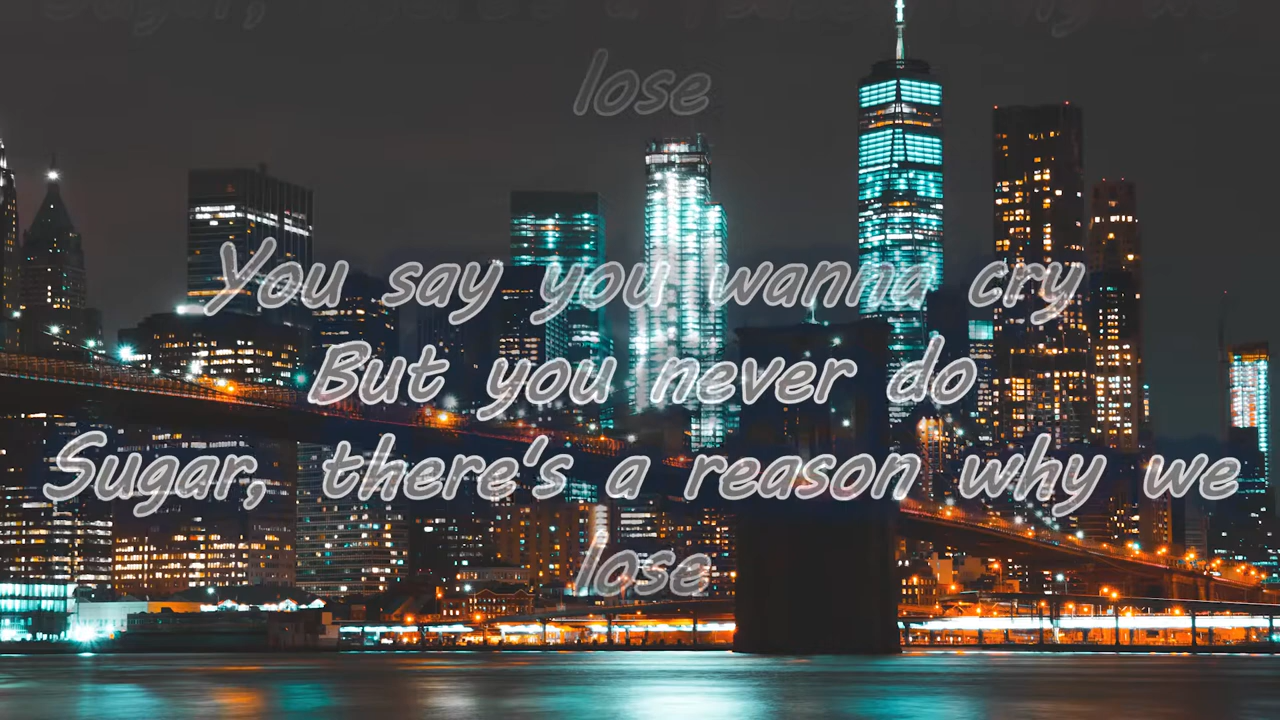 lose
You say you wanna cry
But you never do
Sugar, there's a reason why we
lose